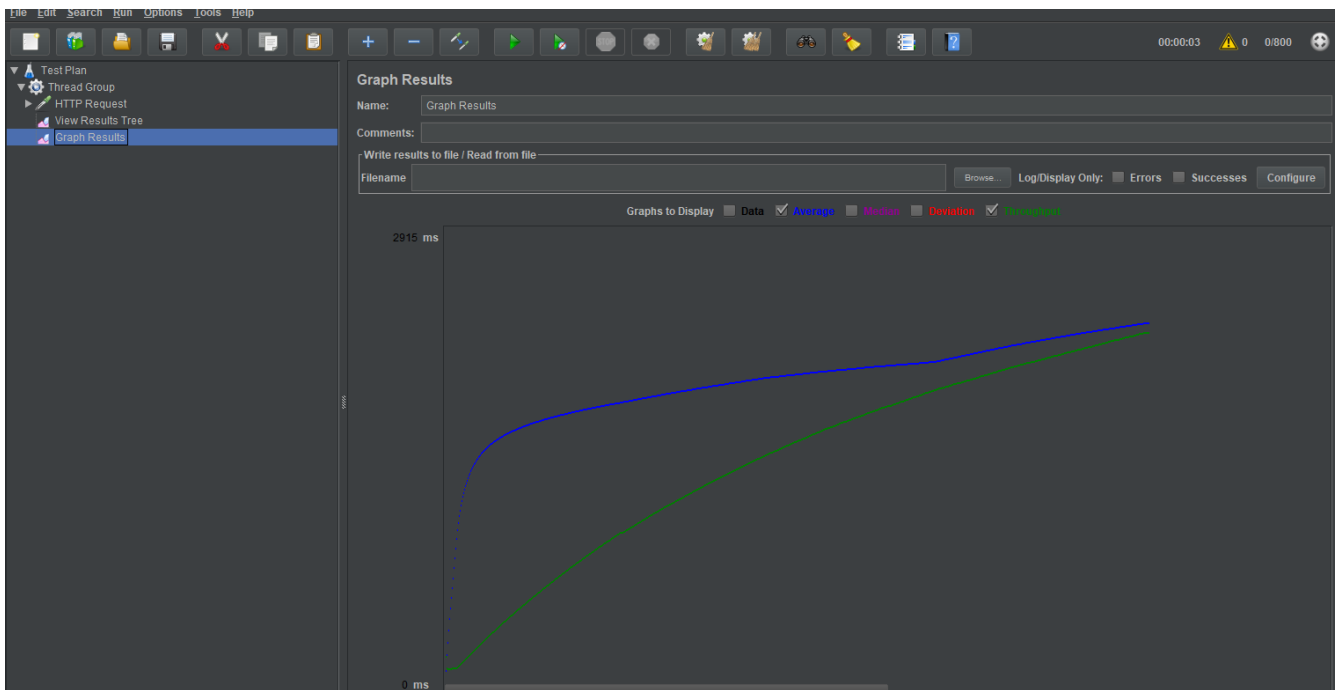 File Edit Search Run Options Tools Help
00:00:03 0 0/800
Test Plan
Thread Group
HTTP Request
View Results Tree
Graph Results
Graph Results
Name: Graph Results
Comments:
Write results to file / Read from file
Filename Browse... Log/Display Only: Errors Successes Configure
Graphs to Display Data Average Median Deviation Throughput
2915 ms
0 ms